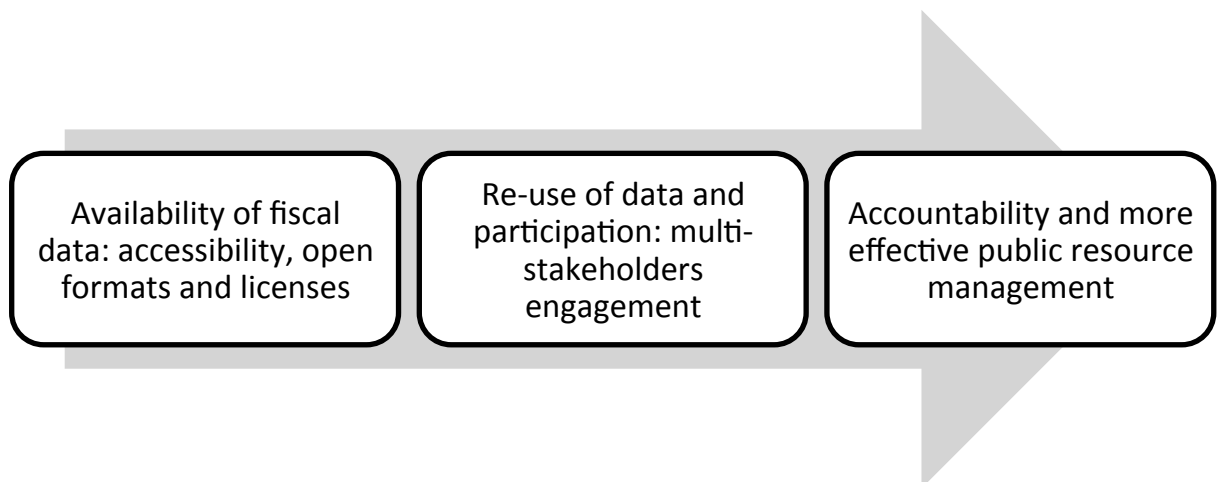 Availability of fiscal
data: accessibility, open
formats and licenses
Re-use of data and
participation: multi-
stakeholders
engagement
Accountability and more
effective public resource
management